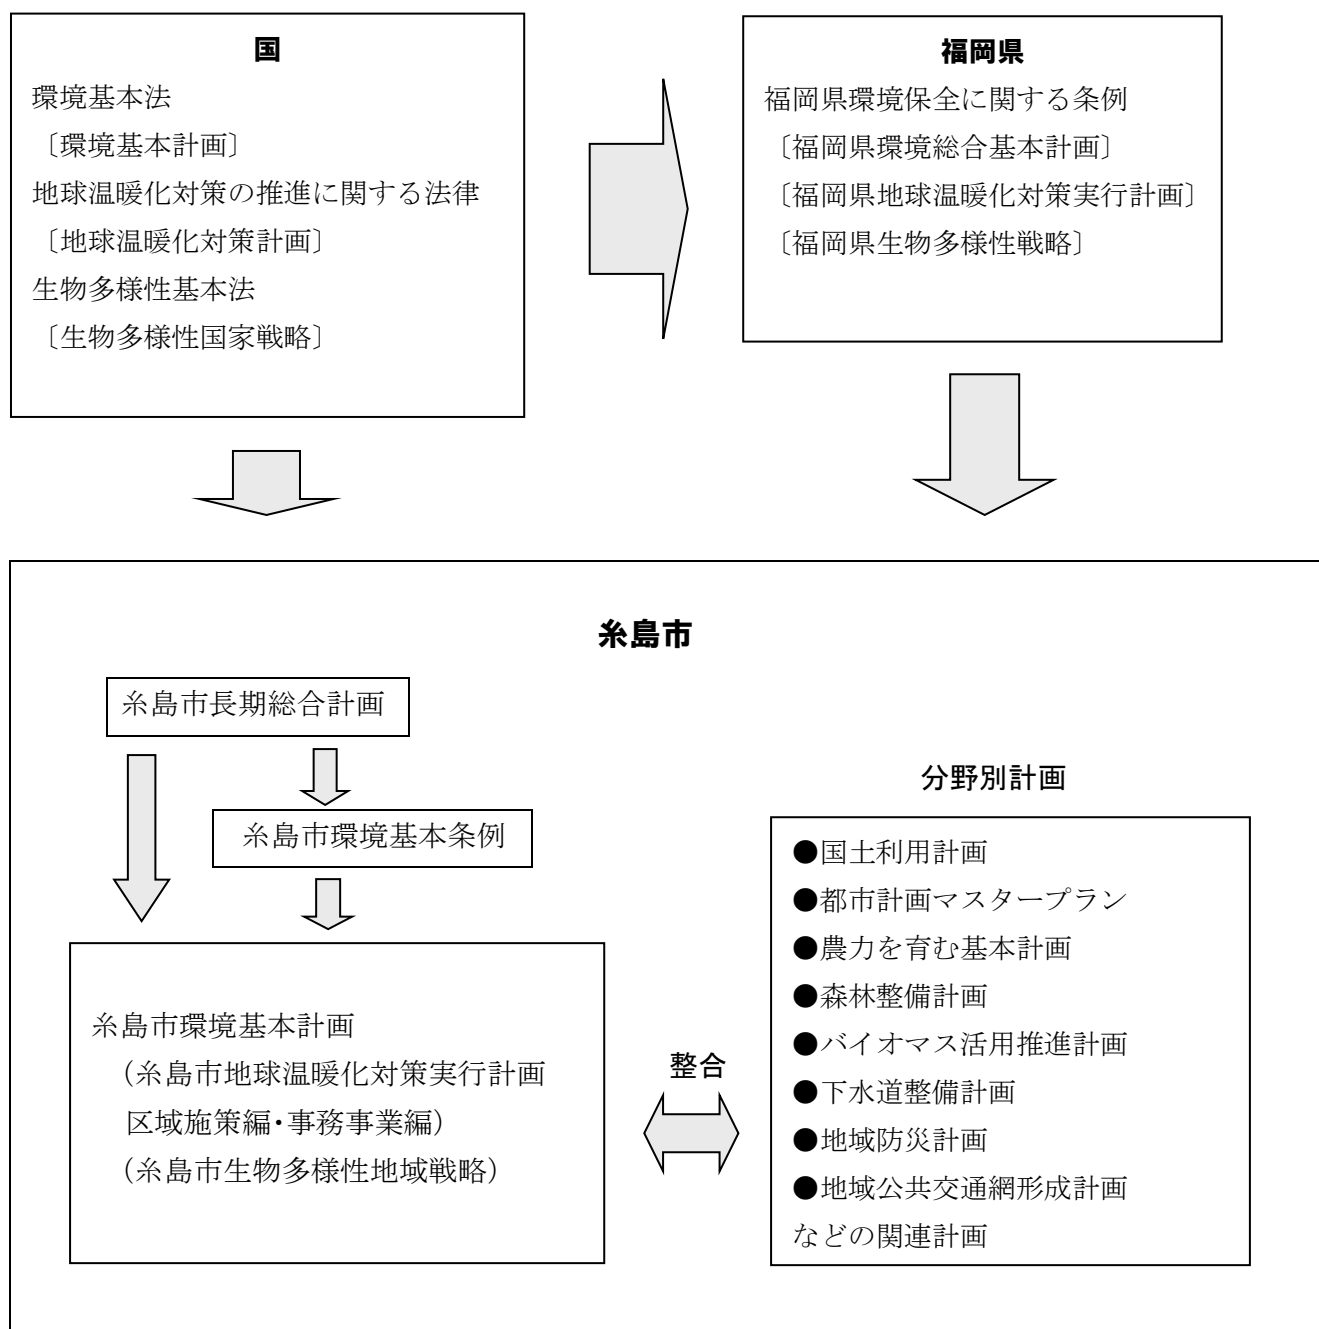 国
環境基本法
〔環境基本計画〕
地球温暖化対策の推進に関する法律
〔地球温暖化対策計画〕
生物多様性基本法
〔生物多様性国家戦略〕
福岡県
福岡県環境保全に関する条例
〔福岡県環境総合基本計画〕
〔福岡県地球温暖化対策実行計画〕
〔福岡県生物多様性戦略〕
糸島市
糸島市長期総合計画
糸島市環境基本条例
糸島市環境基本計画
(糸島市地球温暖化対策実行計画
区域施策編・事務事業編)
(糸島市生物多様性地域戦略)
整合
分野別計画
●国土利用計画
●都市計画マスタープラン
●農力を育む基本計画
●森林整備計画
●バイオマス活用推進計画
●下水道整備計画
●地域防災計画
●地域公共交通網形成計画
などの関連計画